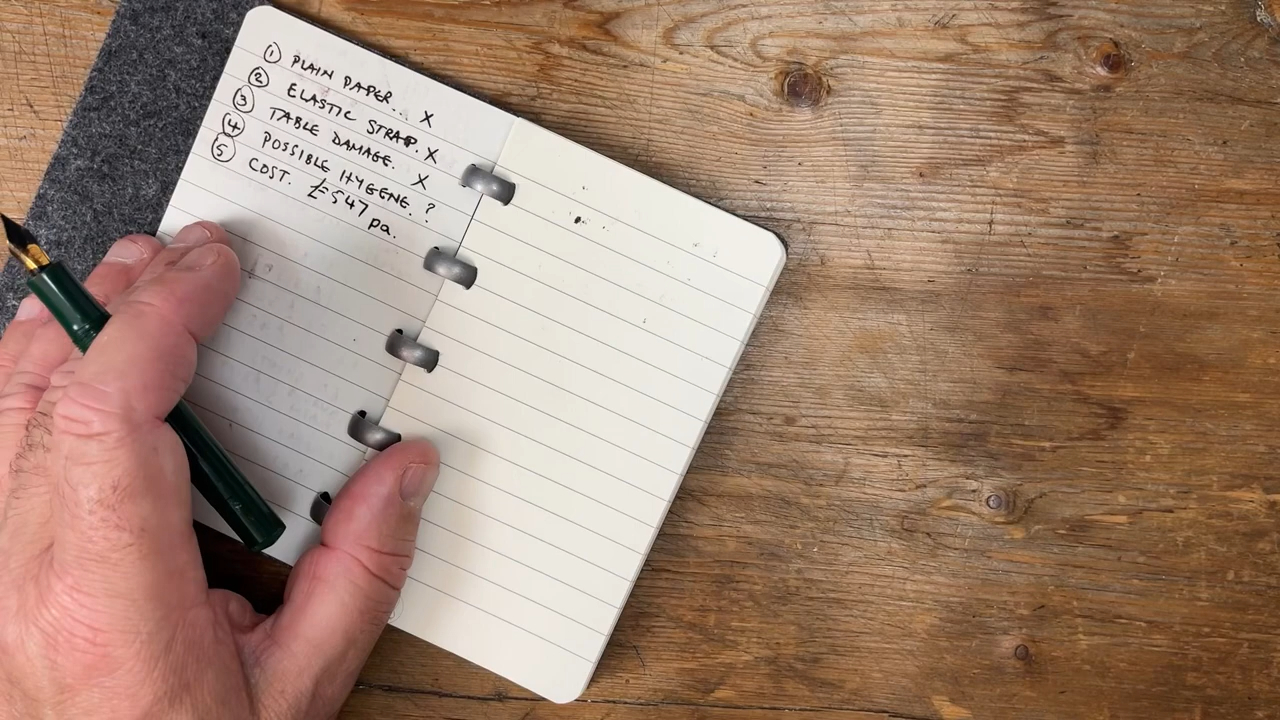 ① PLAIN PAPER. X
② ELASTIC STRAP. X
③ TABLE DAMAGE. X
④ POSSIBLE HYGENE. ?
⑤ COST. £547 pa.